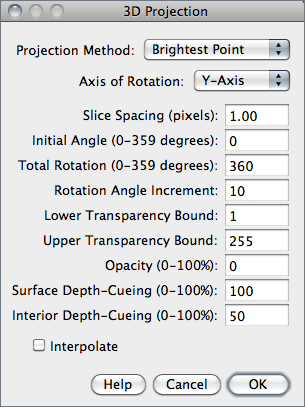 3D Projection
Projection Method: Brightest Point
Axis of Rotation: Y-Axis
Slice Spacing (pixels): 1.00
Initial Angle (0-359 degrees): 0
Total Rotation (0-359 degrees): 360
Rotation Angle Increment: 10
Lower Transparency Bound: 1
Upper Transparency Bound: 255
Opacity (0-100%): 0
Surface Depth-Cueing (0-100%): 100
Interior Depth-Cueing (0-100%): 50
Interpolate
Help Cancel OK